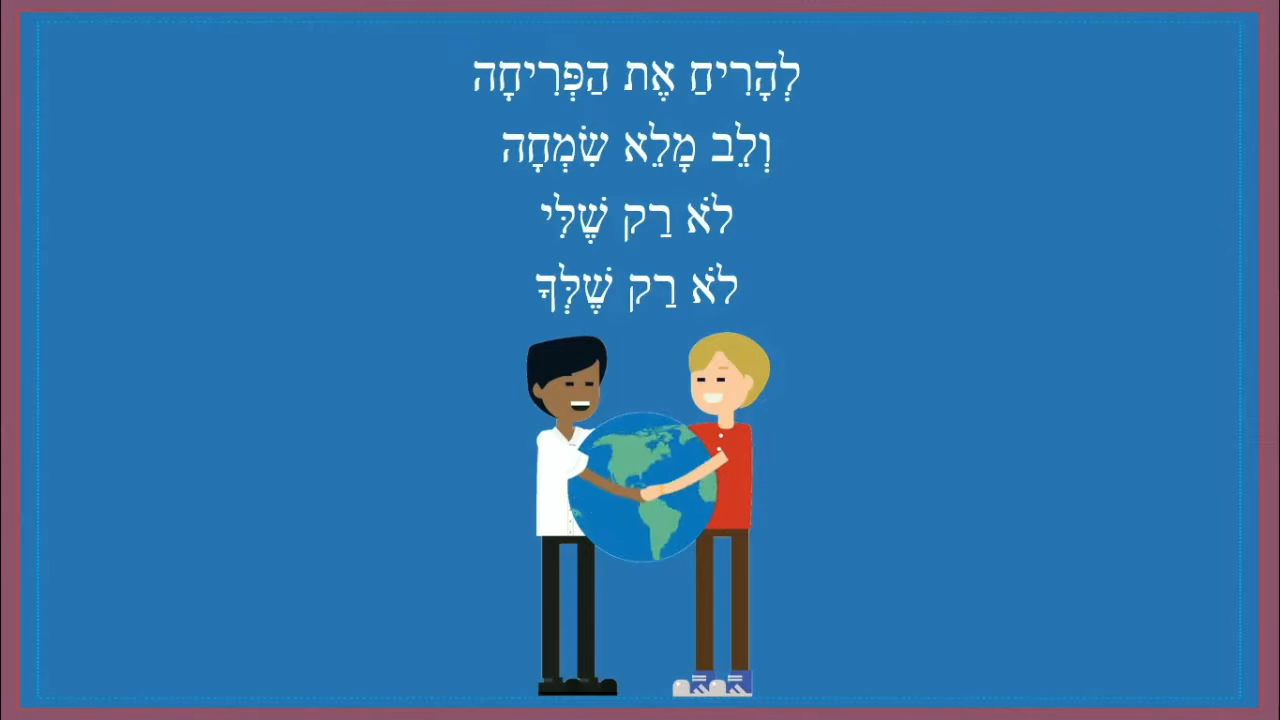 לְהָרִיחַ אֶת הַפְּרִיחָה
וְלֵב מָלֵא שִׂמְחָה
לֹא רַק שֶׁלִּי
לֹא רַק שֶׁלְּךָ